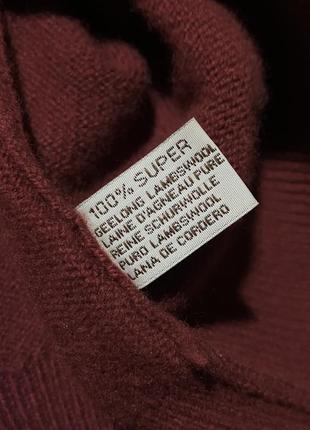 100% SUPER
GEELONG LAMBSWOOL
LAINE D'AGNEAU PURE
REINE SCHURWOLLE
PURO LAMBSWOOL
LANA DE CORDERO